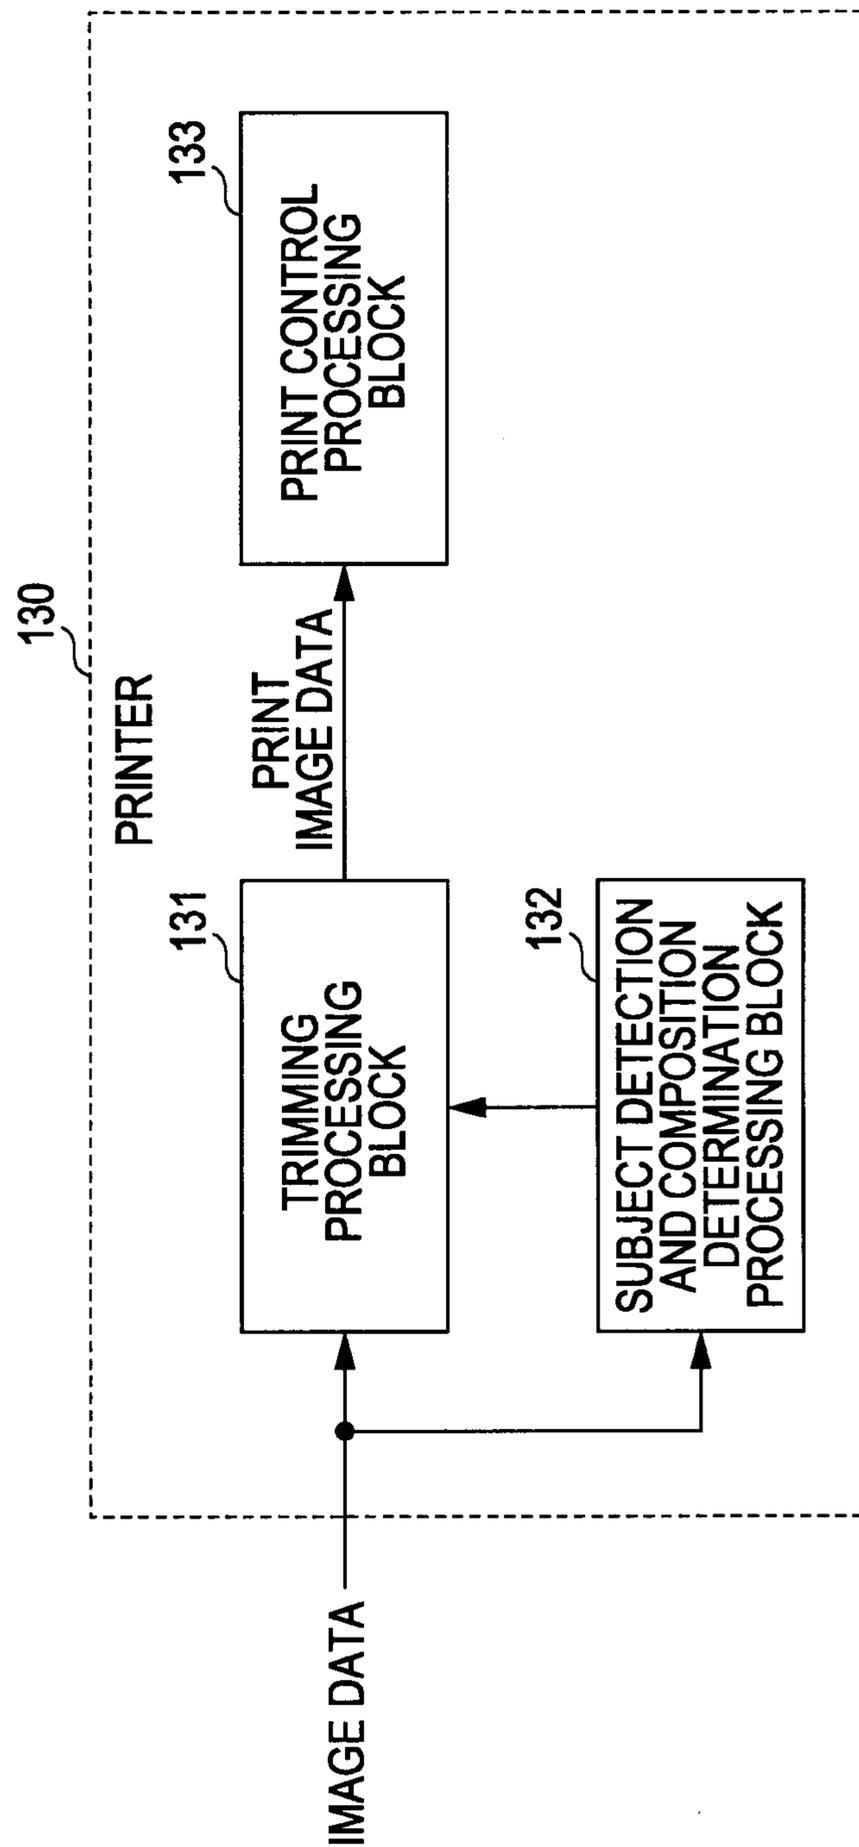 130
PRINTER
IMAGE DATA
131
TRIMMING
PROCESSING
BLOCK
PRINT
IMAGE DATA
133
PRINT CONTROL
PROCESSING
BLOCK
132
SUBJECT DETECTION
AND COMPOSITION
DETERMINATION
PROCESSING BLOCK